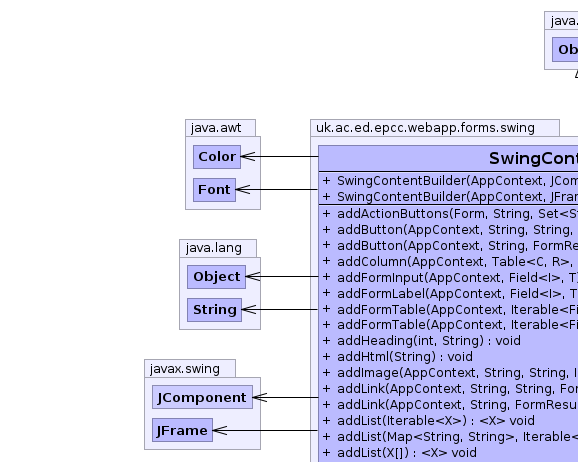 java.
Ob
java.awt
Color
Font
java.lang
Object
String
javax.swing
JComponent
JFrame
uk.ac.ed.epcc.webapp.forms.swing
SwingCont
+ SwingContentBuilder(AppContext, JCom
+ SwingContentBuilder(AppContext, JFra
+ addActionButtons(Form, String, Set<S
+ addButton(AppContext, String, String,
+ addButton(AppContext, String, FormRe
+ addColumn(AppContext, Table<C, R>,
+ addFormInput(AppContext, Field<I>, T
+ addFormLabel(AppContext, Field<I>, T
+ addFormTable(AppContext, Iterable<Fi
+ addFormTable(AppContext, Iterable<Fi
+ addHeading(int, String) : void
+ addHtml(String) : void
+ addImage(AppContext, String, String, I
+ addLink(AppContext, String, String, For
+ addLink(AppContext, String, FormResu
+ addList(Iterable<X>) : <X> void
+ addList(Map<String, String>, Iterable<
+ addList(X[]) : <X> void